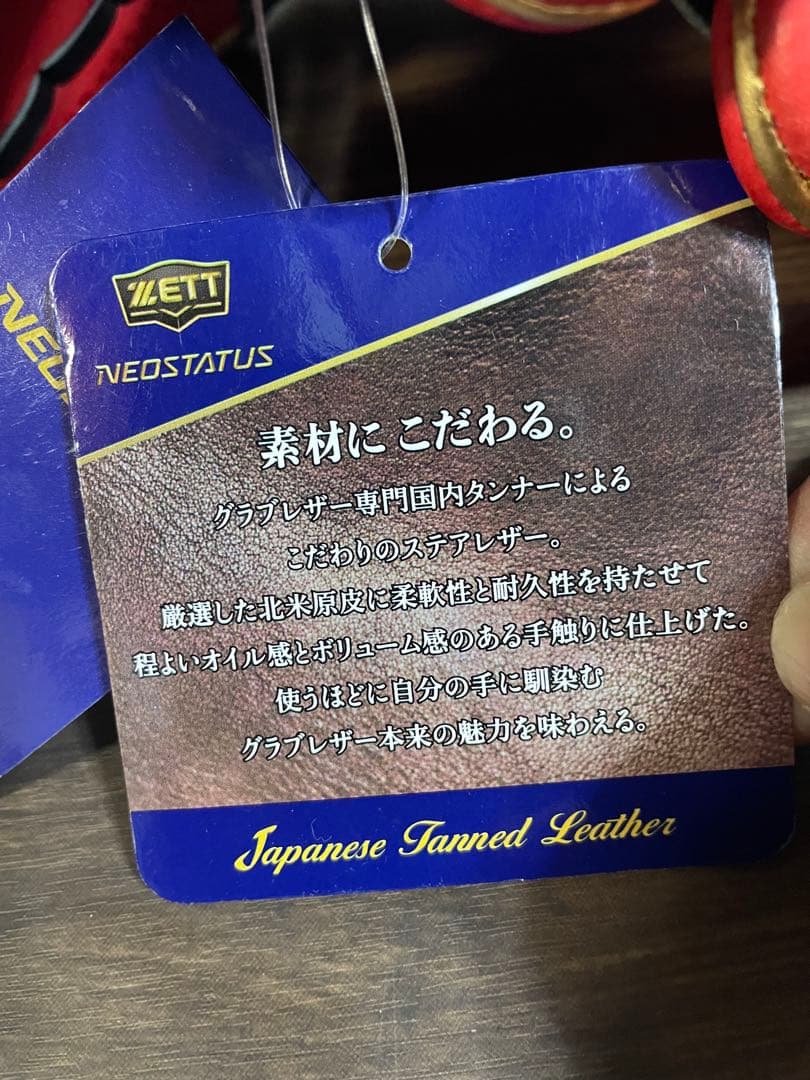 ZETT
NEOSTATUS
素材にこだわる。
グラブレザー専門国内タンナーによる
こだわりのステアレザー。
厳選した北米原皮に柔軟性と耐久性を持たせて
程よいオイル感とボリューム感のある手触りに仕上げた。
使うほどに自分の手に馴染む
グラブレザー本来の魅力を味わえる。
Japanese Tanned Leather
NEO